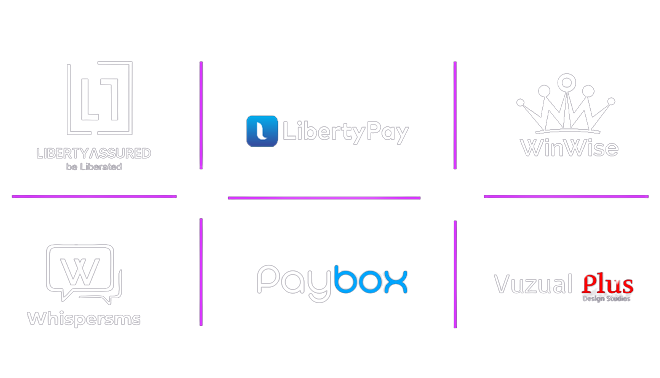 LIBERTYASSURED
be Liberated
LibertyPay
WinWise
Whispersms
Paybox
Vuzual Plus
Design Studios